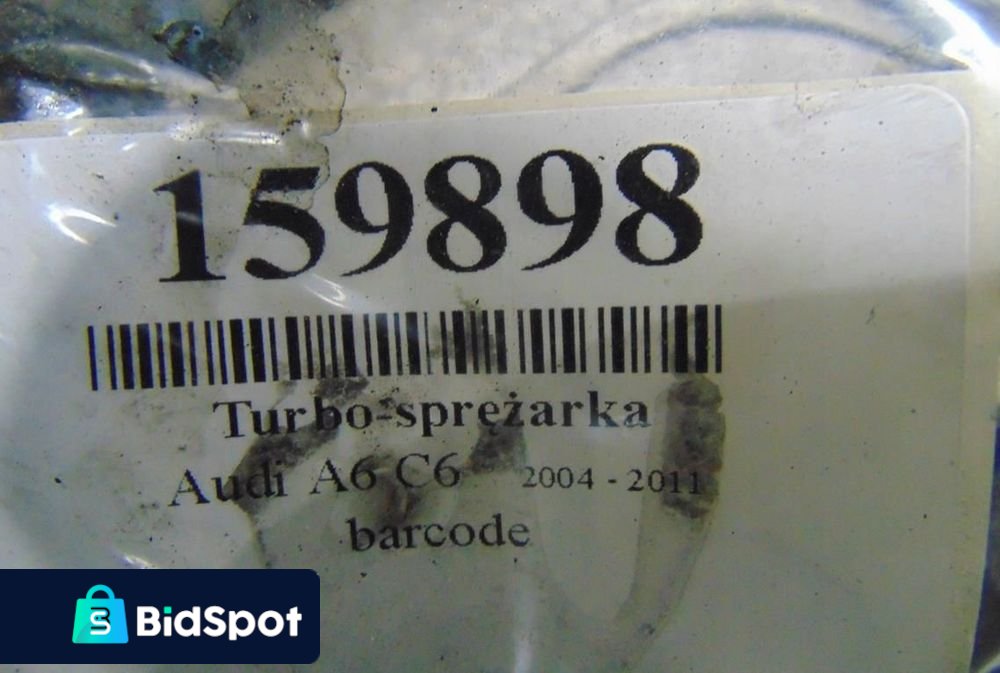 159898
Turbo-sprężarka
Audi A6 C6 2004 - 2011
barcode
BidSpot